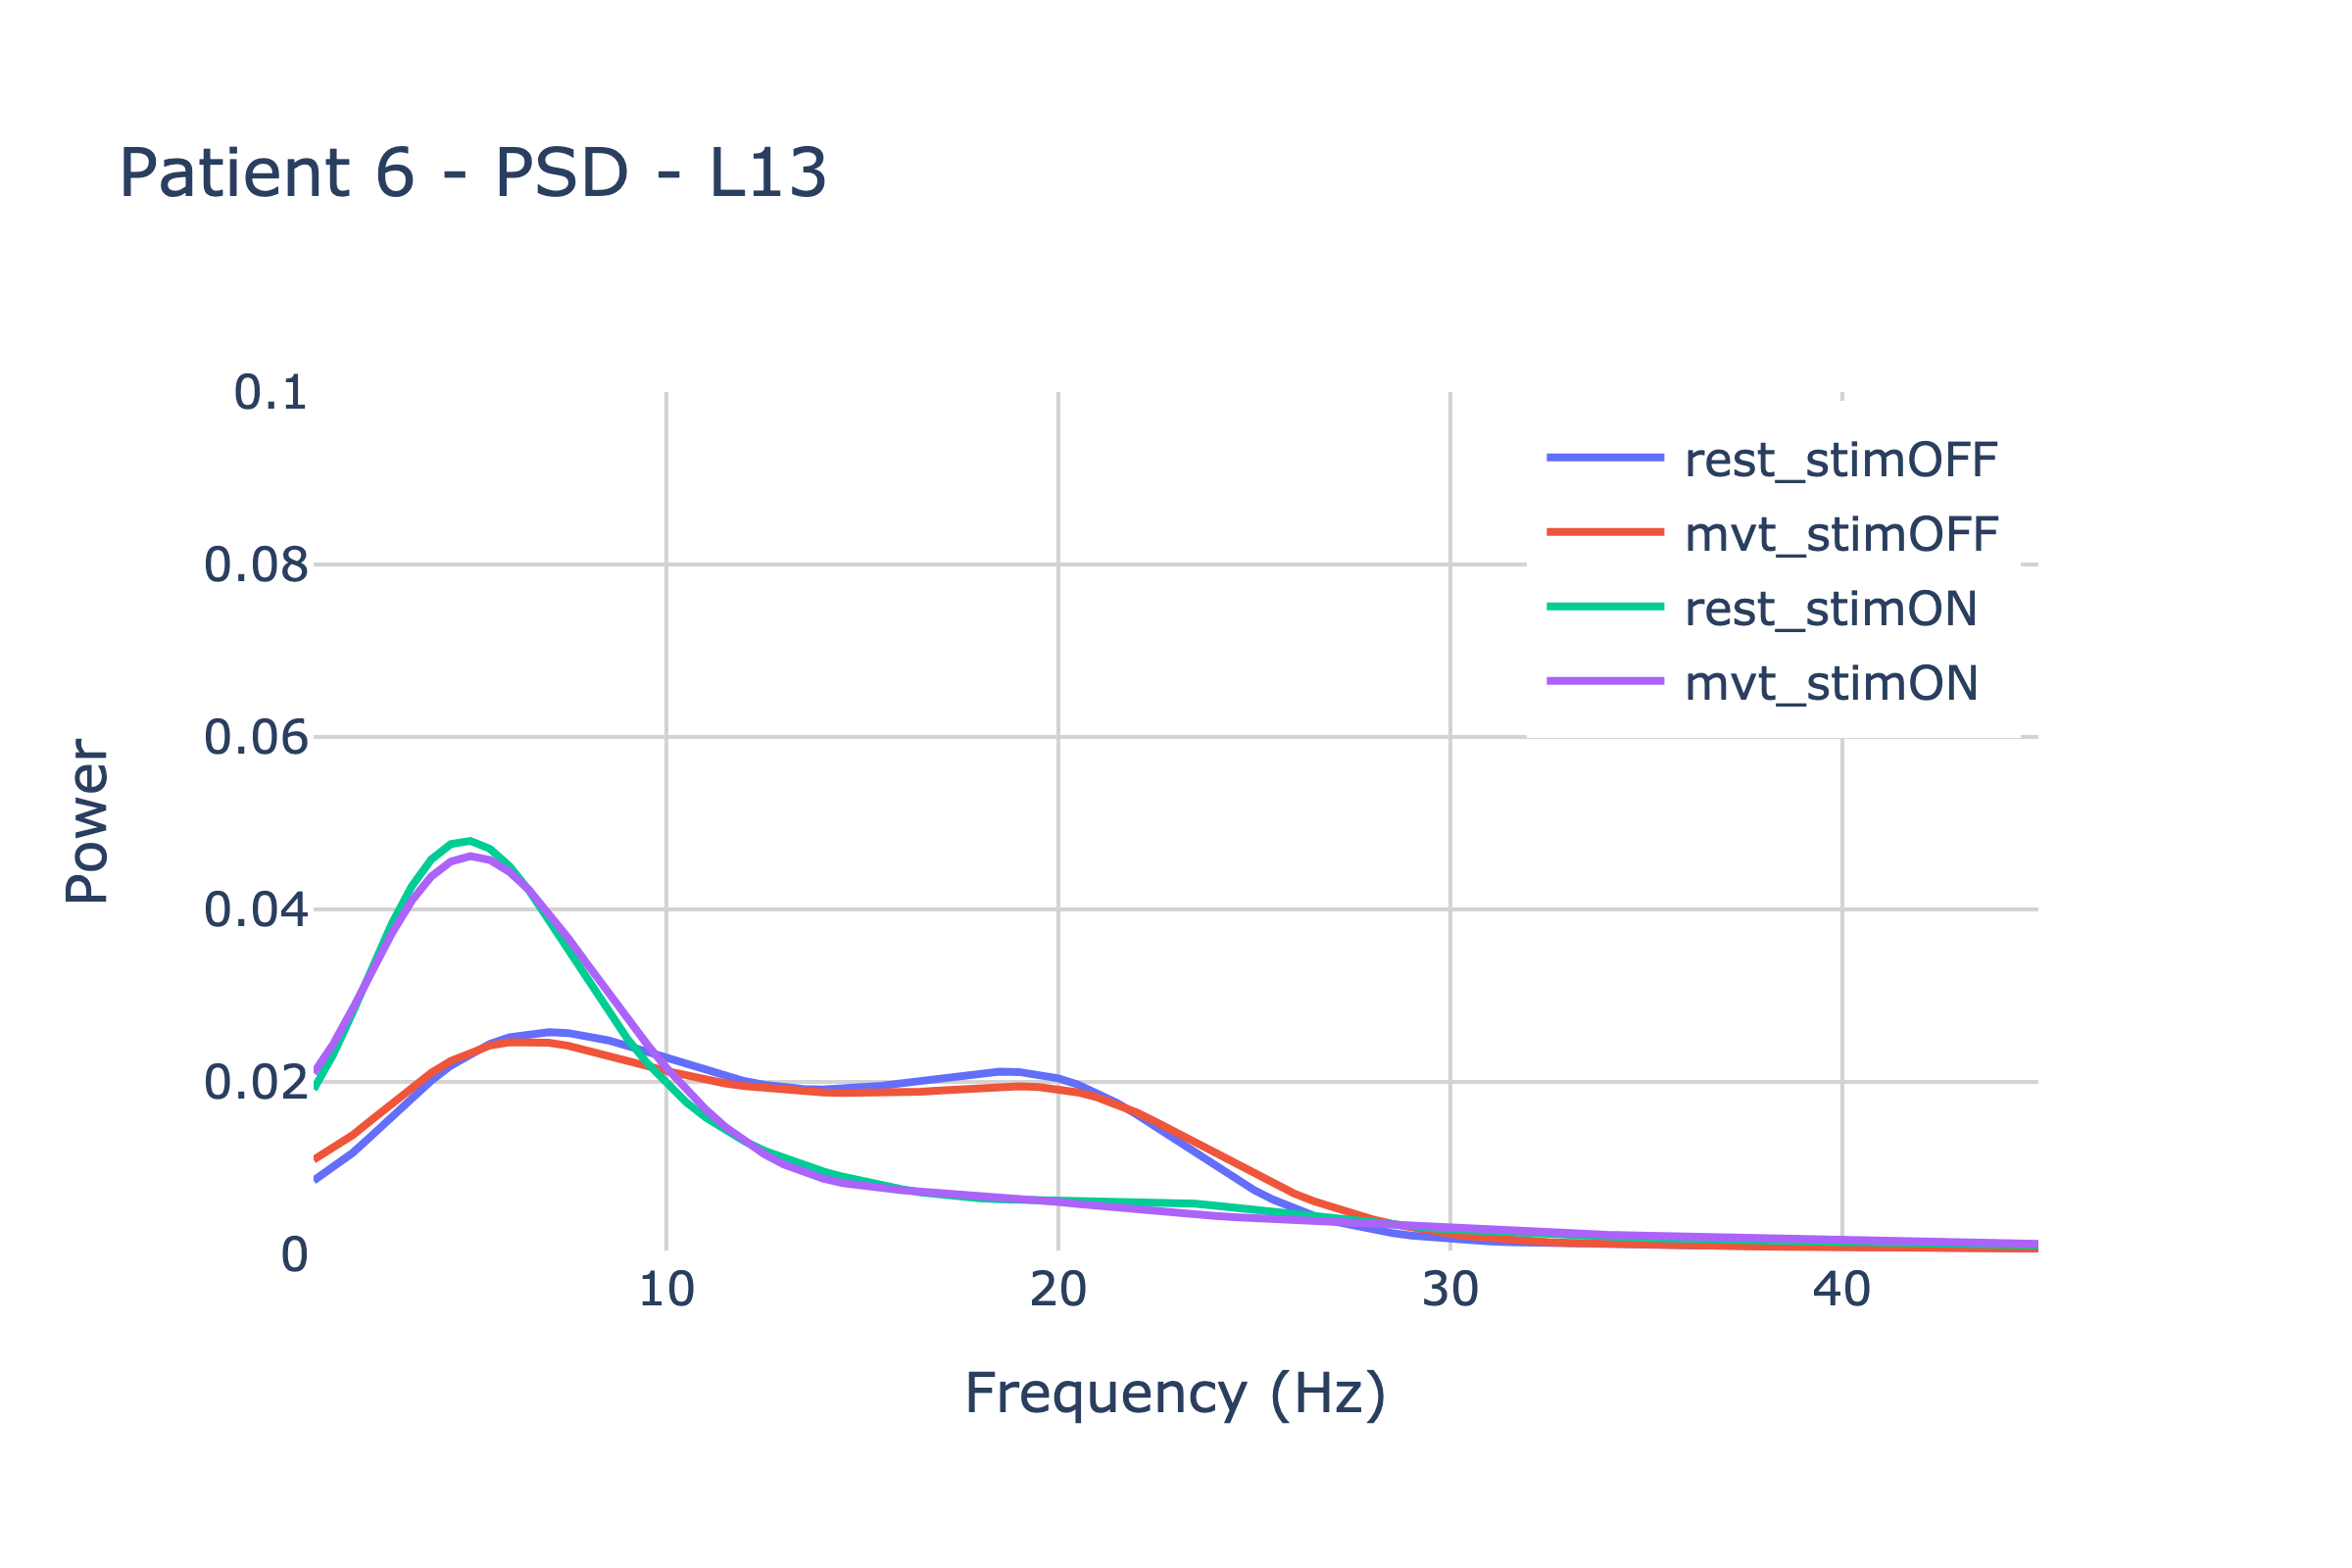 Patient 6 - PSD - L13
0.1
0.08
0.06
0.04
0.02
0
Power
rest_stimOFF
mvt_stimOFF
rest_stimON
mvt_stimON
10 20 30 40
Frequency (Hz)